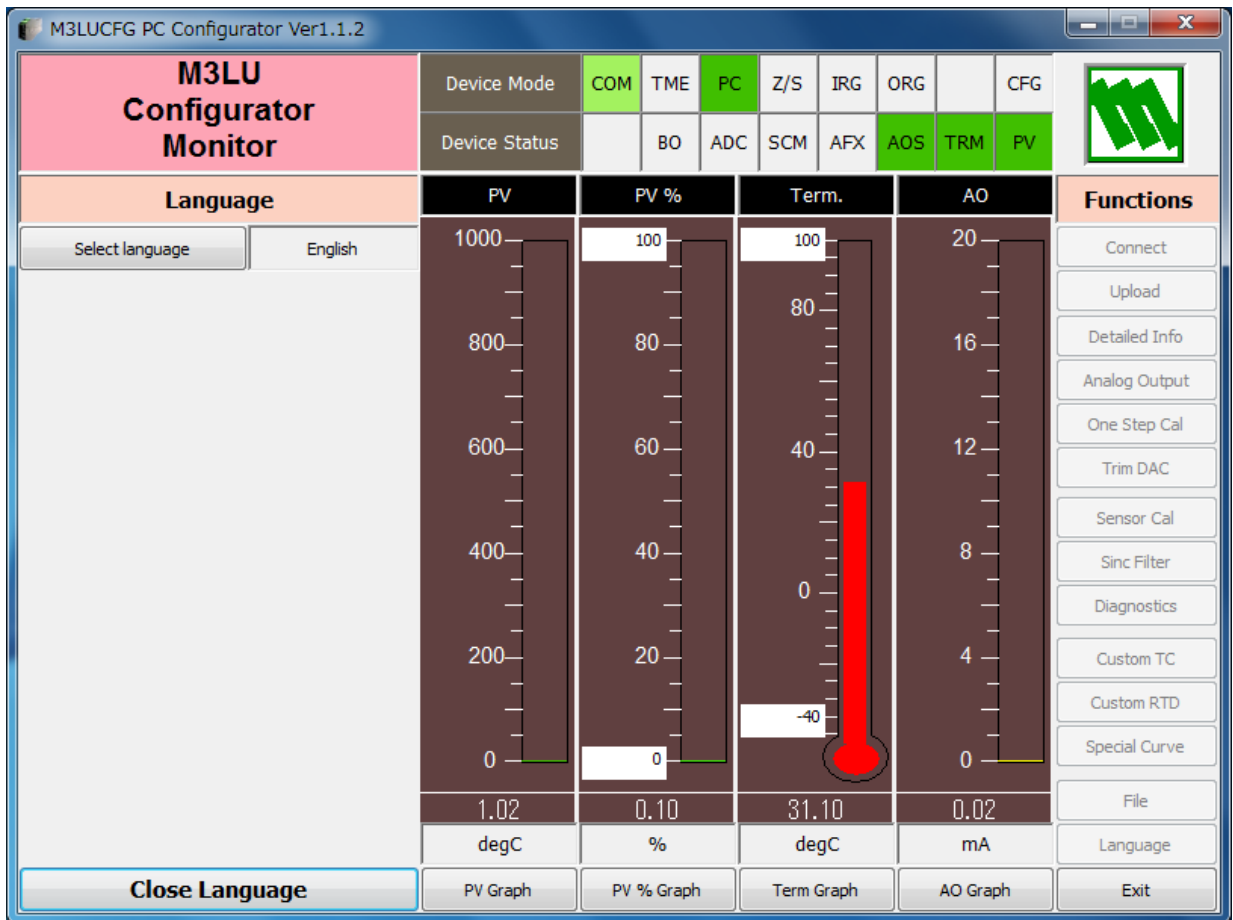 M3LUCFG PC Configurator Ver1.1.2
M3LU
Configurator
Monitor
Device Mode COM TME PC Z/S IRG ORG CFG
Device Status BO ADC SCM AFX AOS TRM PV
Language
Select language English
Close Language
PV PV % Term. AO
1000 100 100 20
80
800 80 16
600 60 40 12
400 40 8
0
200 20 4
-40
0 0 0
1.02 0.10 31.10 0.02
degC % degC mA
PV Graph PV % Graph Term Graph AO Graph
Functions
Connect
Upload
Detailed Info
Analog Output
One Step Cal
Trim DAC
Sensor Cal
Sinc Filter
Diagnostics
Custom TC
Custom RTD
Special Curve
File
Language
Exit